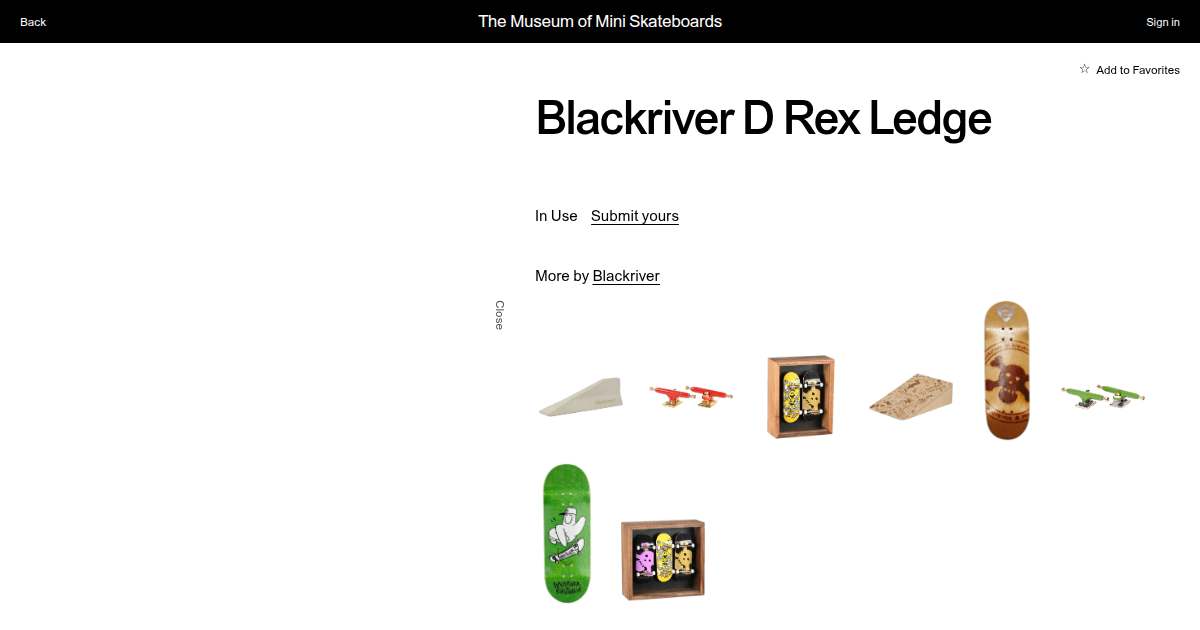 Back
The Museum of Mini Skateboards
Sign in
☆ Add to Favorites
Blackriver D Rex Ledge
In Use Submit yours
More by Blackriver
Close